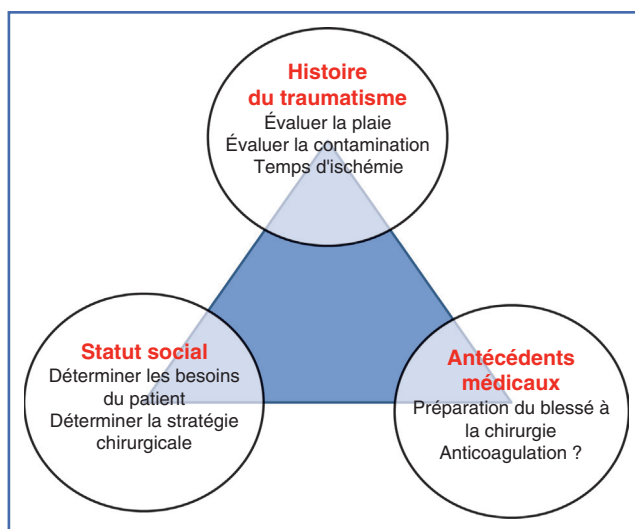 Histoire
du traumatisme
Évaluer la plaie
Évaluer la contamination
Temps d'ischémie
Statut social
Déterminer les besoins
du patient
Déterminer la stratégie
chirurgicale
Antécédents
médicaux
Préparation du blessé à
la chirurgie
Anticoagulation ?